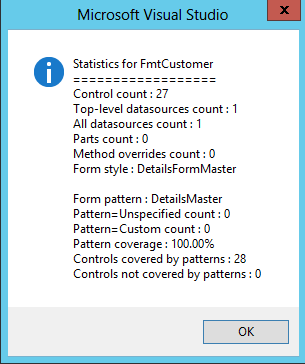 Microsoft Visual Studio
x
Statistics for FmtCustomer
==================
Control count : 27
Top-level datasources count : 1
All datasources count : 1
Parts count : 0
Method overrides count : 0
Form style : DetailsFormMaster
Form pattern : DetailsMaster
Pattern=Unspecified count : 0
Pattern=Custom count : 0
Pattern coverage : 100.00%
Controls covered by patterns : 28
Controls not covered by patterns : 0
OK